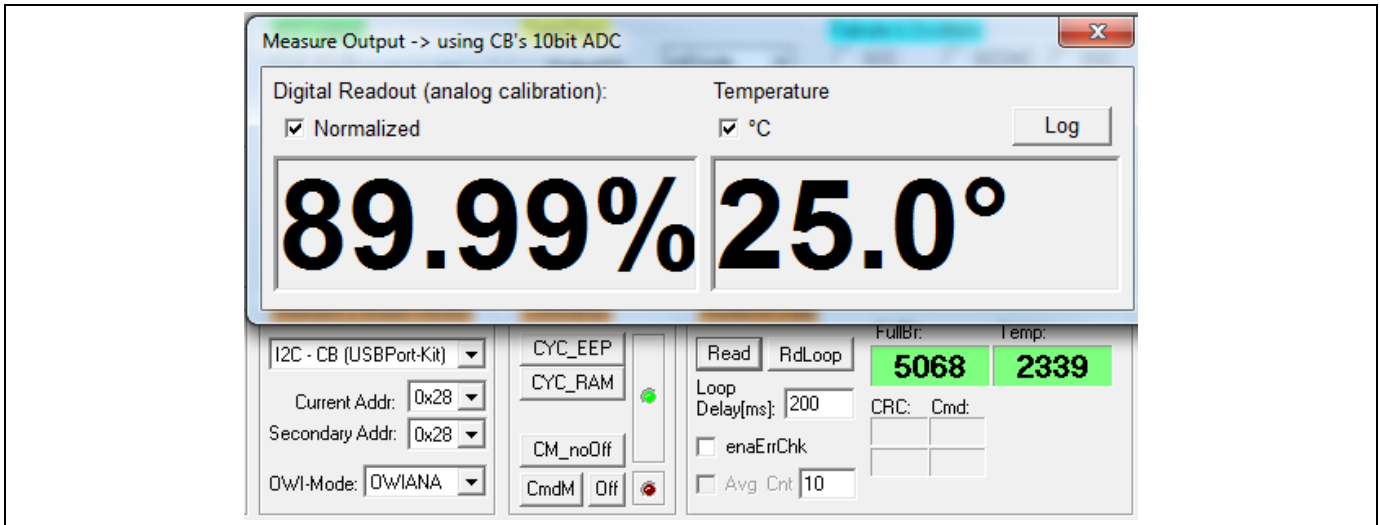 Measure Output -> using CB's 10bit ADC
x
Digital Readout (analog calibration): Temperature
Normalized °C Log
89.99% 25.0°
FullBr: Temp:
I2C - CB (USBPort-Kit) CYC_EEP Read RdLoop 5068 2339
Current Addr: 0x28 CYC_RAM Loop Delay[ms]: 200 CRC: Cmd:
Secondary Addr: 0x28 CM_noOff enaErrChk
OWI-Mode: OWIANA CmdM Off Avg Cnt 10